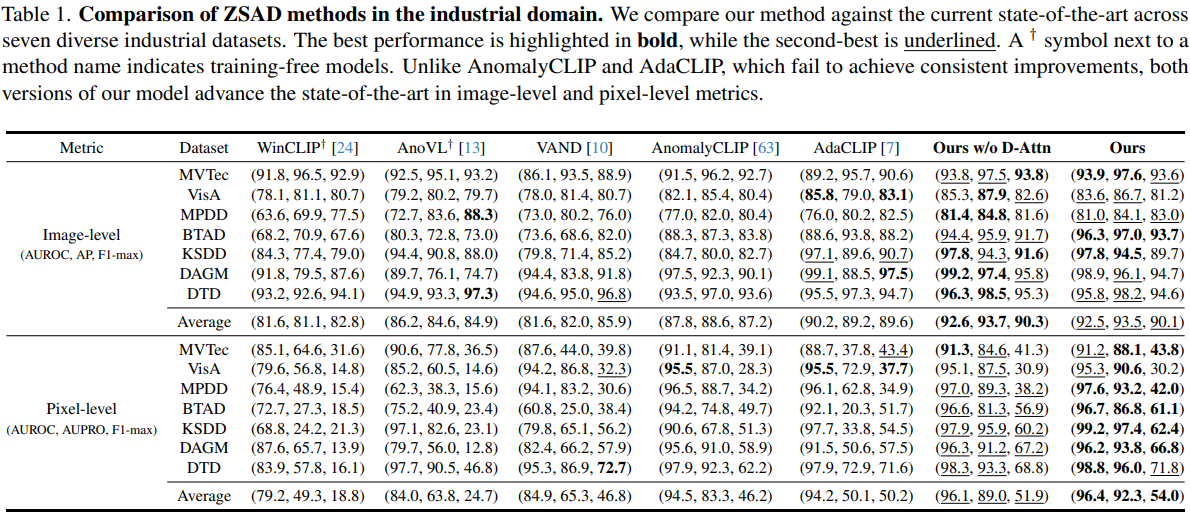 Table 1. Comparison of ZSAD methods in the industrial domain. We compare our method against the current state-of-the-art across
seven diverse industrial datasets. The best performance is highlighted in bold, while the second-best is underlined. A † symbol next to a
method name indicates training-free models. Unlike AnomalyCLIP and AdaCLIP, which fail to achieve consistent improvements, both
versions of our model advance the state-of-the-art in image-level and pixel-level metrics.
Metric Dataset WinCLIP† [24] AnoVL† [13] VAND [10] AnomalyCLIP [63] AdaCLIP [7] Ours w/o D-Attn Ours
MVTec (91.8, 96.5, 92.9) (92.5, 95.1, 93.2) (86.1, 93.5, 88.9) (91.5, 96.2, 92.7) (89.2, 95.7, 90.6) (93.8, 97.5, 93.8) (93.9, 97.6, 93.6)
VisA (78.1, 81.1, 80.7) (79.2, 80.2, 79.7) (78.0, 81.4, 80.7) (82.1, 85.4, 80.4) (85.8, 79.0, 83.1) (85.3, 87.9, 82.6) (83.6, 86.7, 81.2)
MPDD (63.6, 69.9, 77.5) (72.7, 83.6, 88.3) (73.0, 80.2, 76.0) (77.0, 82.0, 80.4) (76.0, 80.2, 82.5) (81.4, 84.8, 81.6) (81.0, 84.1, 83.0)
Image-level BTAD (68.2, 70.9, 67.6) (80.3, 72.8, 73.0) (73.6, 68.6, 82.0) (88.3, 87.3, 83.8) (88.6, 93.8, 88.2) (94.4, 95.9, 91.7) (96.3, 97.0, 93.7)
(AUROC, AP, F1-max) KSDD (84.3, 77.4, 79.0) (94.4, 90.8, 88.0) (79.8, 71.4, 85.2) (84.7, 80.0, 82.7) (97.1, 89.6, 90.7) (97.8, 94.3, 91.6) (97.8, 94.5, 89.7)
DAGM (91.8, 79.5, 87.6) (89.7, 76.1, 74.7) (94.4, 83.8, 91.8) (97.5, 92.3, 90.1) (99.1, 88.5, 97.5) (99.2, 97.4, 95.8) (98.9, 96.1, 94.7)
DTD (93.2, 92.6, 94.1) (94.9, 93.3, 97.3) (94.6, 95.0, 96.8) (93.5, 97.0, 93.6) (95.5, 97.3, 94.7) (96.3, 98.5, 95.3) (95.8, 98.2, 94.6)
Average (81.6, 81.1, 82.8) (86.2, 84.6, 84.9) (81.6, 82.0, 85.9) (87.8, 88.6, 87.2) (90.2, 89.2, 89.6) (92.6, 93.7, 90.3) (92.5, 93.5, 90.1)
MVTec (85.1, 64.6, 31.6) (90.6, 77.8, 36.5) (87.6, 44.0, 39.8) (91.1, 81.4, 39.1) (88.7, 37.8, 43.4) (91.3, 84.6, 41.3) (91.2, 88.1, 43.8)
VisA (79.6, 56.8, 14.8) (85.2, 60.5, 14.6) (94.2, 86.8, 32.3) (95.5, 87.0, 28.3) (95.5, 72.9, 37.7) (95.1, 87.5, 30.9) (95.3, 90.6, 30.2)
MPDD (76.4, 48.9, 15.4) (62.3, 38.3, 15.6) (94.1, 83.2, 30.6) (96.5, 88.7, 34.2) (96.1, 62.8, 34.9) (97.0, 89.3, 38.2) (97.6, 93.2, 42.0)
Pixel-level BTAD (72.7, 27.3, 18.5) (75.2, 40.9, 23.4) (60.8, 25.0, 38.4) (94.2, 74.8, 49.7) (92.1, 20.3, 51.7) (96.6, 81.3, 56.9) (96.7, 86.8, 61.1)
(AUROC, AUPRO, F1-max) KSDD (68.8, 24.2, 21.3) (97.1, 82.6, 23.1) (79.8, 65.1, 56.2) (90.6, 67.8, 51.3) (97.7, 33.8, 54.5) (97.9, 95.9, 60.2) (99.2, 97.4, 62.4)
DAGM (87.6, 65.7, 13.9) (79.7, 56.0, 12.8) (82.4, 66.2, 57.9) (95.6, 91.0, 58.9) (91.5, 50.6, 57.5) (96.3, 91.2, 67.2) (96.2, 93.8, 66.8)
DTD (83.9, 57.8, 16.1) (97.7, 90.5, 46.8) (95.3, 86.9, 72.7) (97.9, 92.3, 62.2) (97.9, 72.9, 71.6) (98.3, 93.3, 68.8) (98.8, 96.0, 71.8)
Average (79.2, 49.3, 18.8) (84.0, 63.8, 24.7) (84.9, 65.3, 46.8) (94.5, 83.3, 46.2) (94.2, 50.1, 50.2) (96.1, 89.0, 51.9) (96.4, 92.3, 54.0)